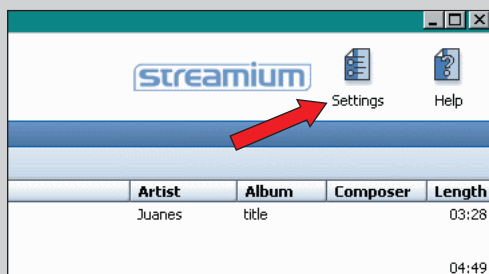 streamium
Settings Help
Artist Album Composer Length
Juanes title 03:28
04:49